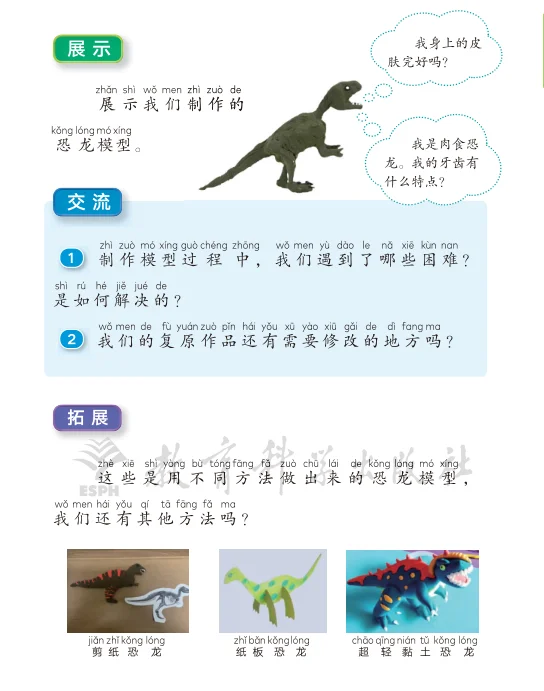 展示
我身上的皮
肤完好吗？
zhǎn shì wǒ men zhì zuò de
展示我们制作的
kǒng lóng mó xíng
恐龙模型。
我是肉食恐
龙。我的牙齿有
什么特点？
交流
zhì zuò mó xíng guò chéng zhōng wǒ men yù dào le nǎ xiē kùn nan
1 制作模型过程中，我们遇到了哪些困难？
shì rú hé jiě jué de
是如何解决的？
wǒ men de fù yuán zuò pǐn hái yǒu xū yào xiū gǎi de dì fang ma
2 我们的复原作品还有需要修改的地方吗？
拓展
ESPH 教育科学出版社
zhè xiē shì yòng bù tóng fāng fǎ zuò chū lái de kǒng lóng mó xíng
这些是用不同方法做出来的恐龙模型，
wǒ men hái yǒu qí tā fāng fǎ ma
我们还有其他方法吗？
jiǎn zhǐ kǒng lóng
剪纸恐龙
zhǐ bǎn kǒng lóng
纸板恐龙
chāo qīng nián tǔ kǒng lóng
超轻黏土恐龙